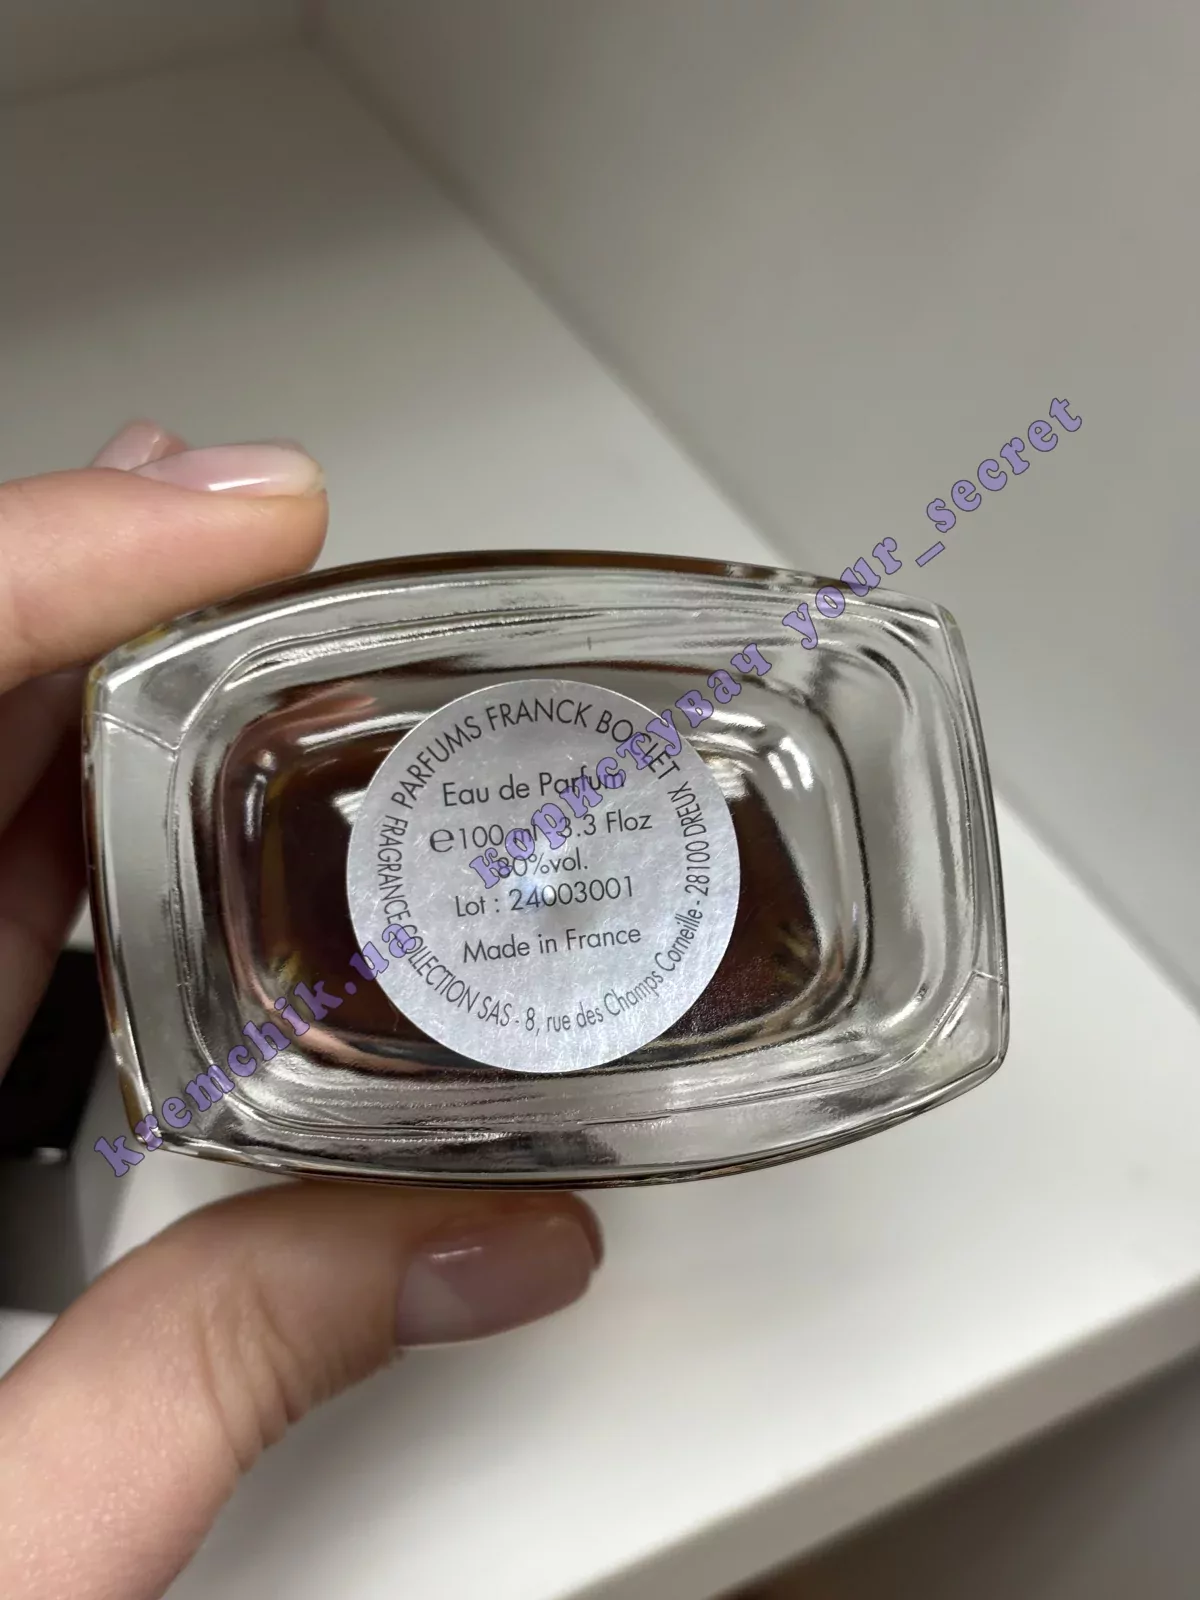 PARFUMS FRANCK BOCLET
Eau de Parfum
℮100 ml 3.3 Floz
80%vol.
Lot : 24003001
Made in France
FRAGRANCE COLLECTION SAS - 8, rue des Champs Corneille - 28100 DREUX
kremchik.ua користувач your_secret